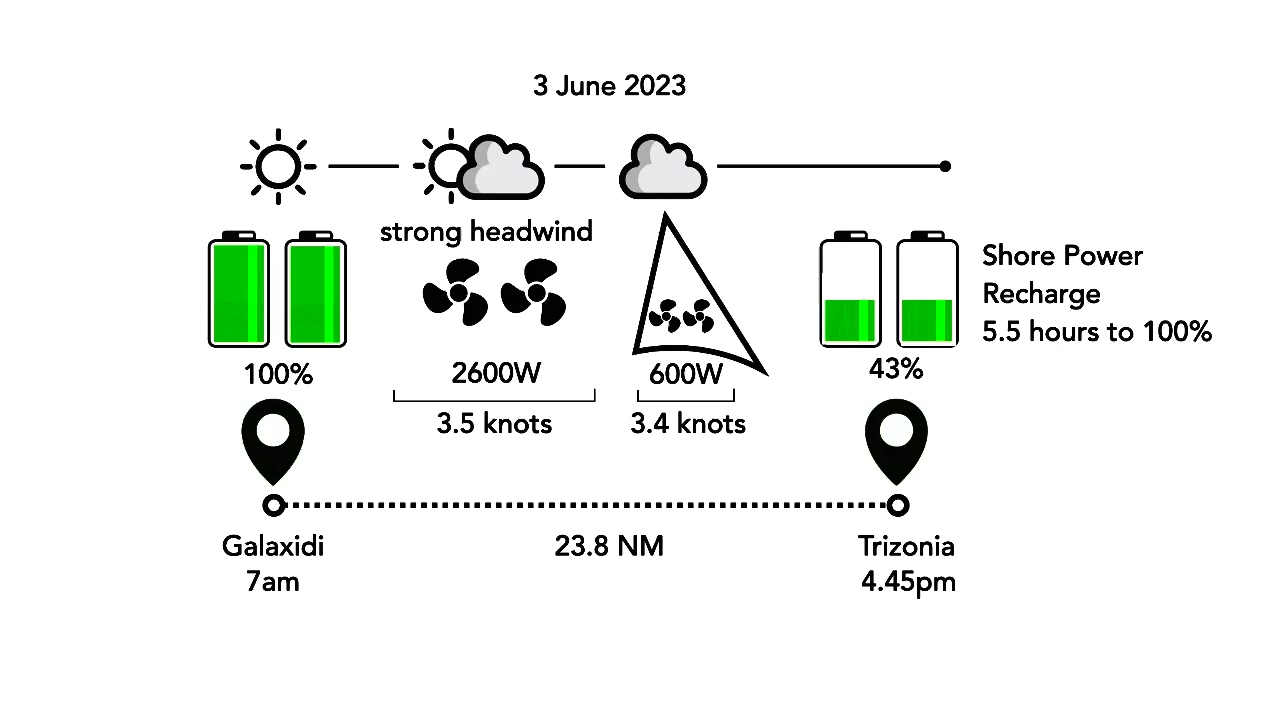 3 June 2023
strong headwind
Shore Power
Recharge
5.5 hours to 100%
100%
2600W
600W
43%
3.5 knots
3.4 knots
Galaxidi
23.8 NM
Trizonia
7am
4.45pm